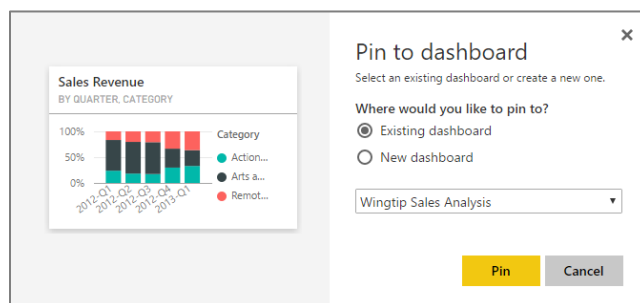 Sales Revenue
BY QUARTER, CATEGORY
100%
50%
0%
2012-Q1
2012-Q2
2012-Q3
2012-Q4
2013-Q1
Category
Action...
Arts a...
Remot...
Pin to dashboard
Select an existing dashboard or create a new one.
Where would you like to pin to?
Existing dashboard
New dashboard
Wingtip Sales Analysis
Pin
Cancel